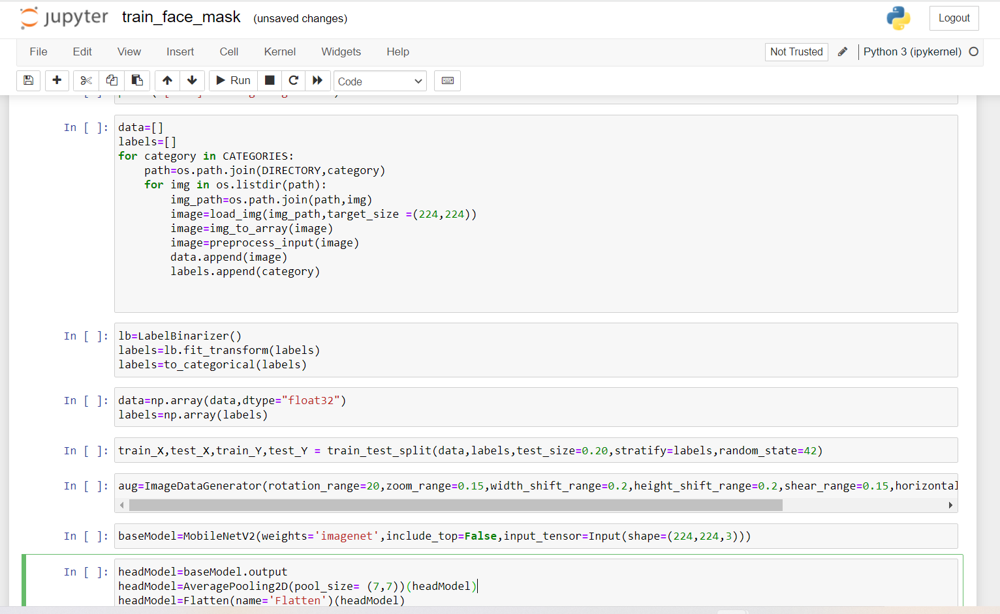 jupyter train_face_mask (unsaved changes)
Logout
File Edit View Insert Cell Kernel Widgets Help
Not Trusted Python 3 (ipykernel)
Run Code
In [ ]: data=[]
labels=[]
for category in CATEGORIES:
path=os.path.join(DIRECTORY,category)
for img in os.listdir(path):
img_path=os.path.join(path,img)
image=load_img(img_path,target_size =(224,224))
image=img_to_array(image)
image=preprocess_input(image)
data.append(image)
labels.append(category)
In [ ]: lb=LabelBinarizer()
labels=lb.fit_transform(labels)
labels=to_categorical(labels)
In [ ]: data=np.array(data,dtype="float32")
labels=np.array(labels)
In [ ]: train_X,test_X,train_Y,test_Y = train_test_split(data,labels,test_size=0.20,stratify=labels,random_state=42)
In [ ]: aug=ImageDataGenerator(rotation_range=20,zoom_range=0.15,width_shift_range=0.2,height_shift_range=0.2,shear_range=0.15,horizontal
In [ ]: baseModel=MobileNetV2(weights='imagenet',include_top=False,input_tensor=Input(shape=(224,224,3)))
In [ ]: headModel=baseModel.output
headModel=AveragePooling2D(pool_size= (7,7))(headModel)
headModel=Flatten(name='Flatten')(headModel)